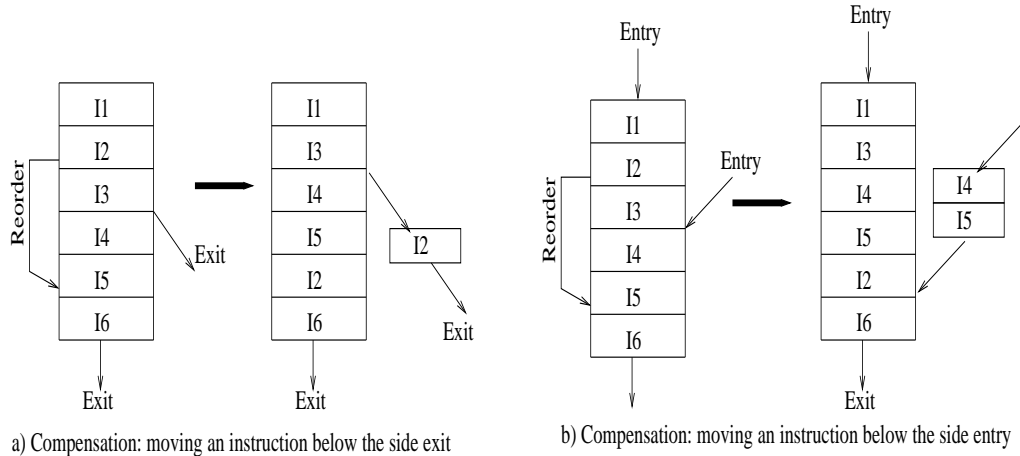 I1
I2
I3
I4
I5
I6
Reorder
Exit
Exit
I1
I3
I4
I5
I2
I6
I2
Exit
Exit
a) Compensation: moving an instruction below the side exit
Entry
I1
I2
I3
I4
I5
I6
Reorder
Entry
Entry
I1
I3
I4
I5
I2
I6
I4
I5
Exit
b) Compensation: moving an instruction below the side entry